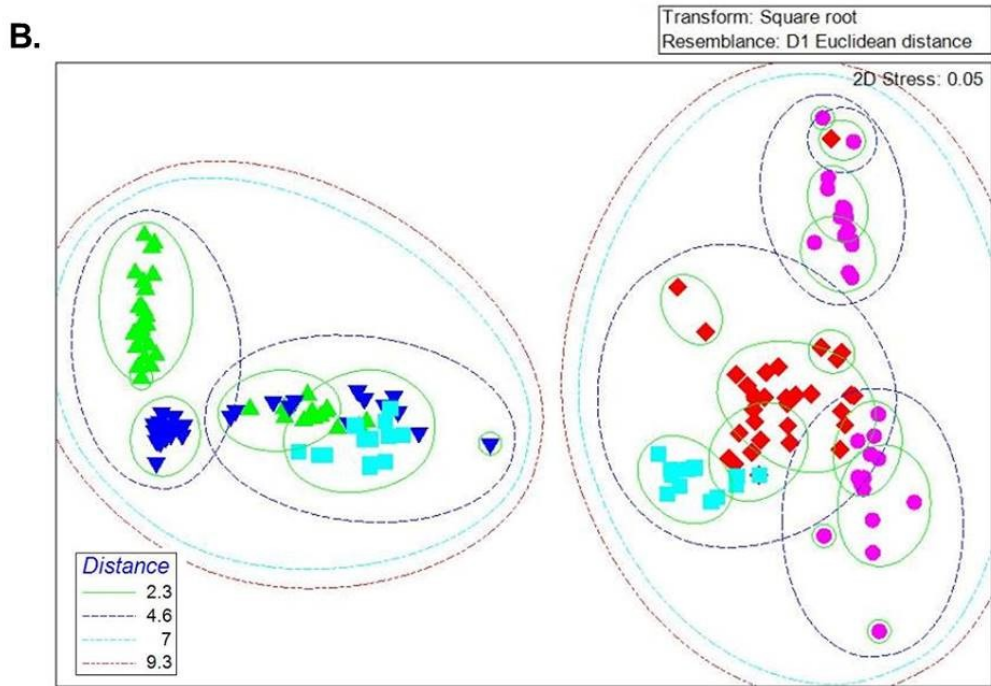 B.
Transform: Square root
Resemblance: D1 Euclidean distance
2D Stress: 0.05
Distance
2.3
4.6
7
9.3